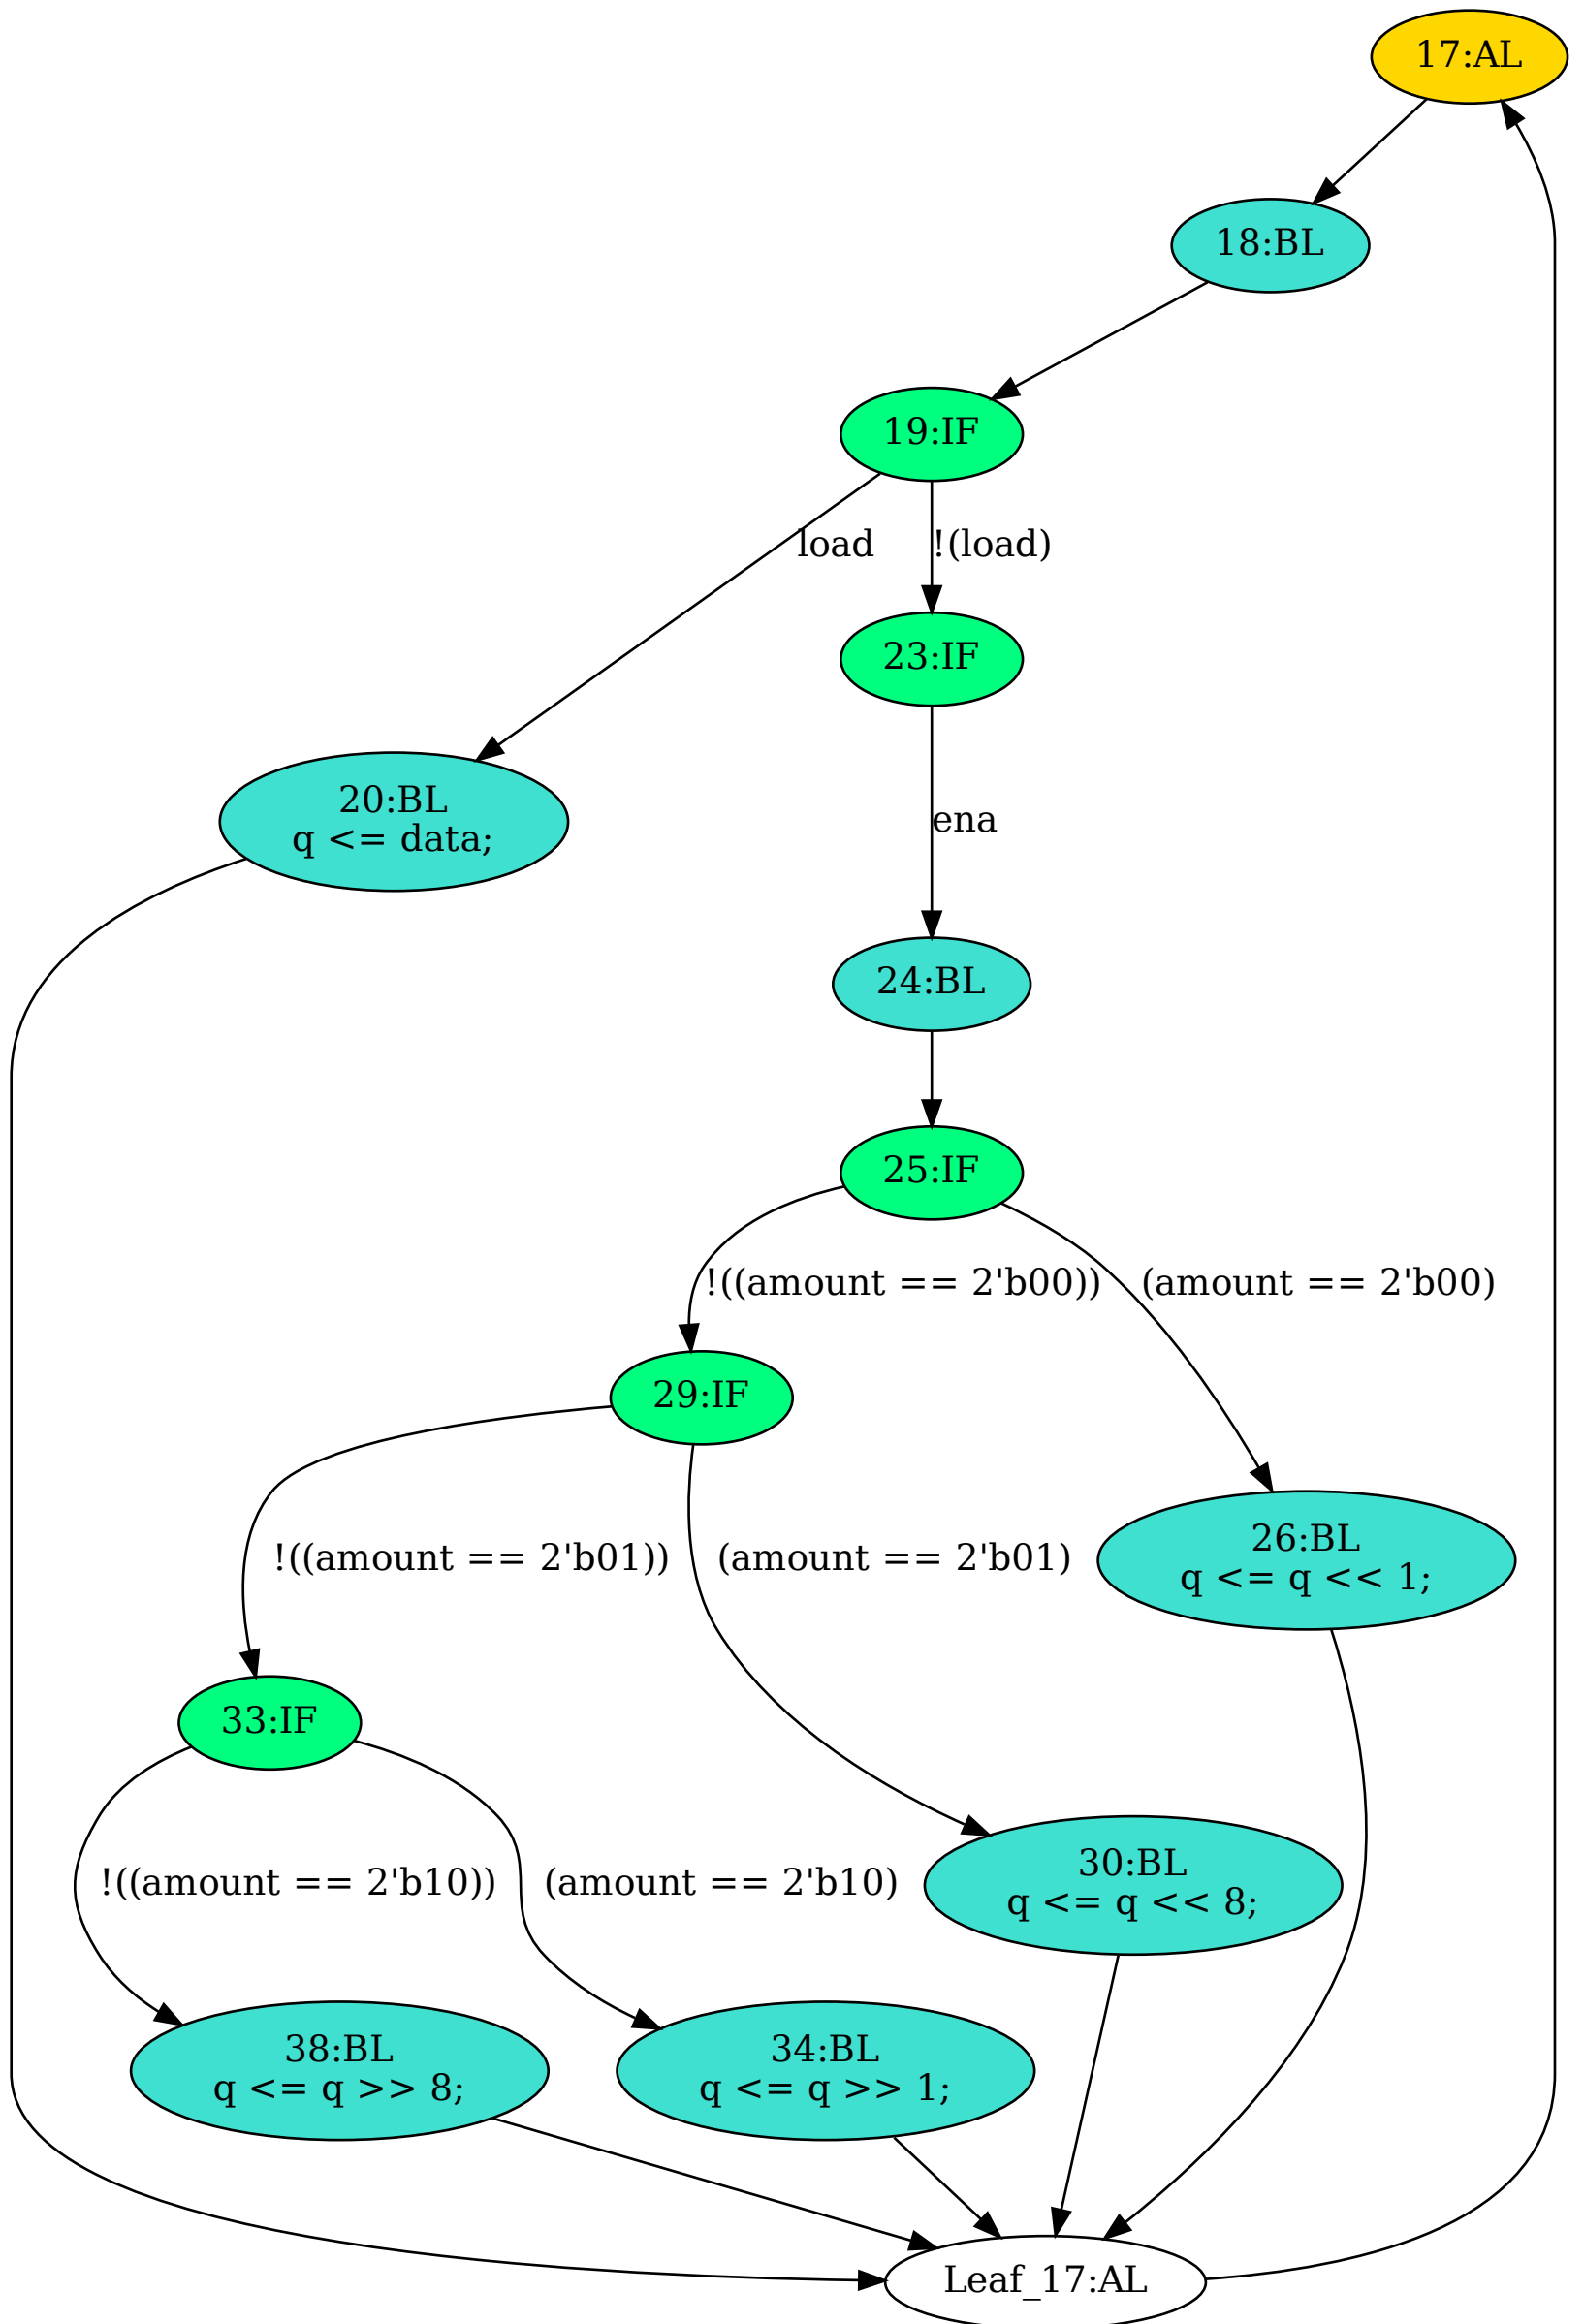 17:AL
18:BL
19:IF
load
!(load)
23:IF
20:BL
q <= data;
ena
24:BL
25:IF
!((amount == 2'b00))
(amount == 2'b00)
29:IF
!((amount == 2'b01))
(amount == 2'b01)
26:BL
q <= q << 1;
33:IF
!((amount == 2'b10))
(amount == 2'b10)
30:BL
q <= q << 8;
38:BL
q <= q >> 8;
34:BL
q <= q >> 1;
Leaf_17:AL